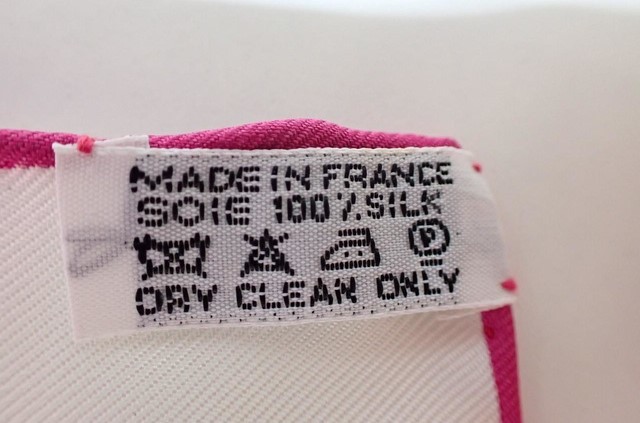 MADE IN FRANCE
SOIE 100% SILK
P
DRY CLEAN ONLY